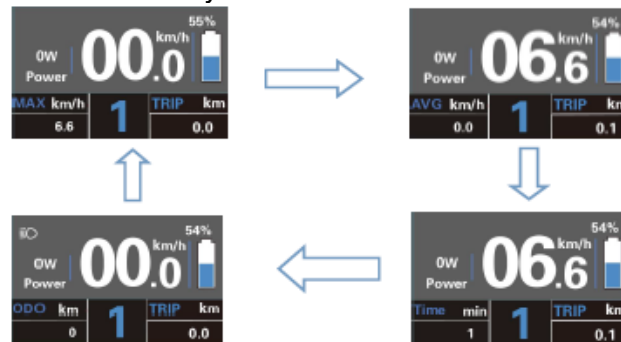 55%
km/h
0W
Power
00.0
MAX km/h
6.6
1
TRIP km
0.0
54%
km/h
0W
Power
06.6
AVG km/h
0.0
1
TRIP
0.1
54%
km/h
0W
Power
00.0
ODO km
0
1
TRIP km
0.0
54%
km/h
0W
Power
06.6
Time min
1
1
TRIP
0.1